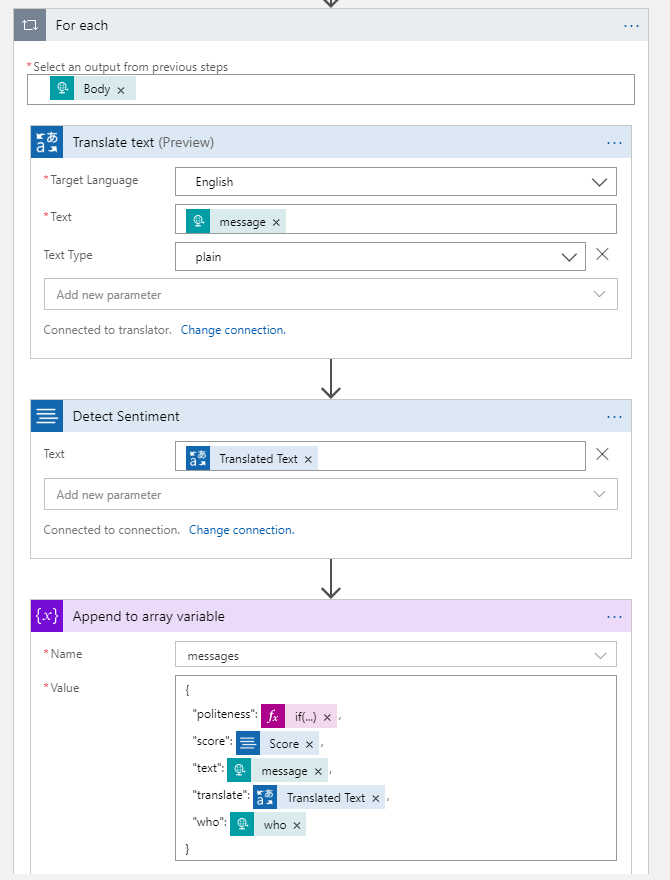 For each
...
*Select an output from previous steps
Body ×
Translate text (Preview)
...
*Target Language
English
*Text
message ×
Text Type
plain
Add new parameter
Connected to translator. Change connection.
Detect Sentiment
...
Text
Translated Text ×
Add new parameter
Connected to connection. Change connection.
{x} Append to array variable
...
*Name
messages
*Value
{
"politeness": fx if(...) × ,
"score": Score × ,
"text": message × ,
"translate": Translated Text × ,
"who": who ×
}